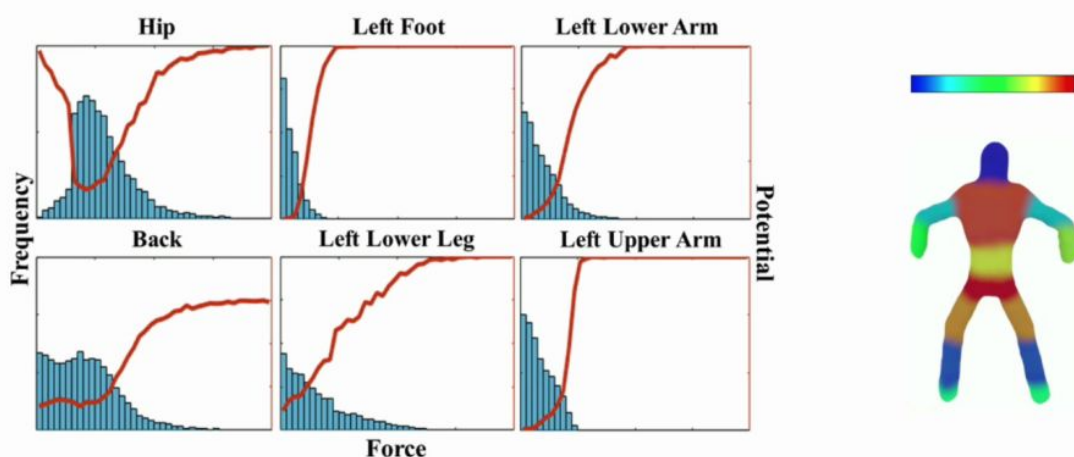 Hip
Left Foot
Left Lower Arm
Frequency
Potential
Back
Left Lower Leg
Left Upper Arm
Force